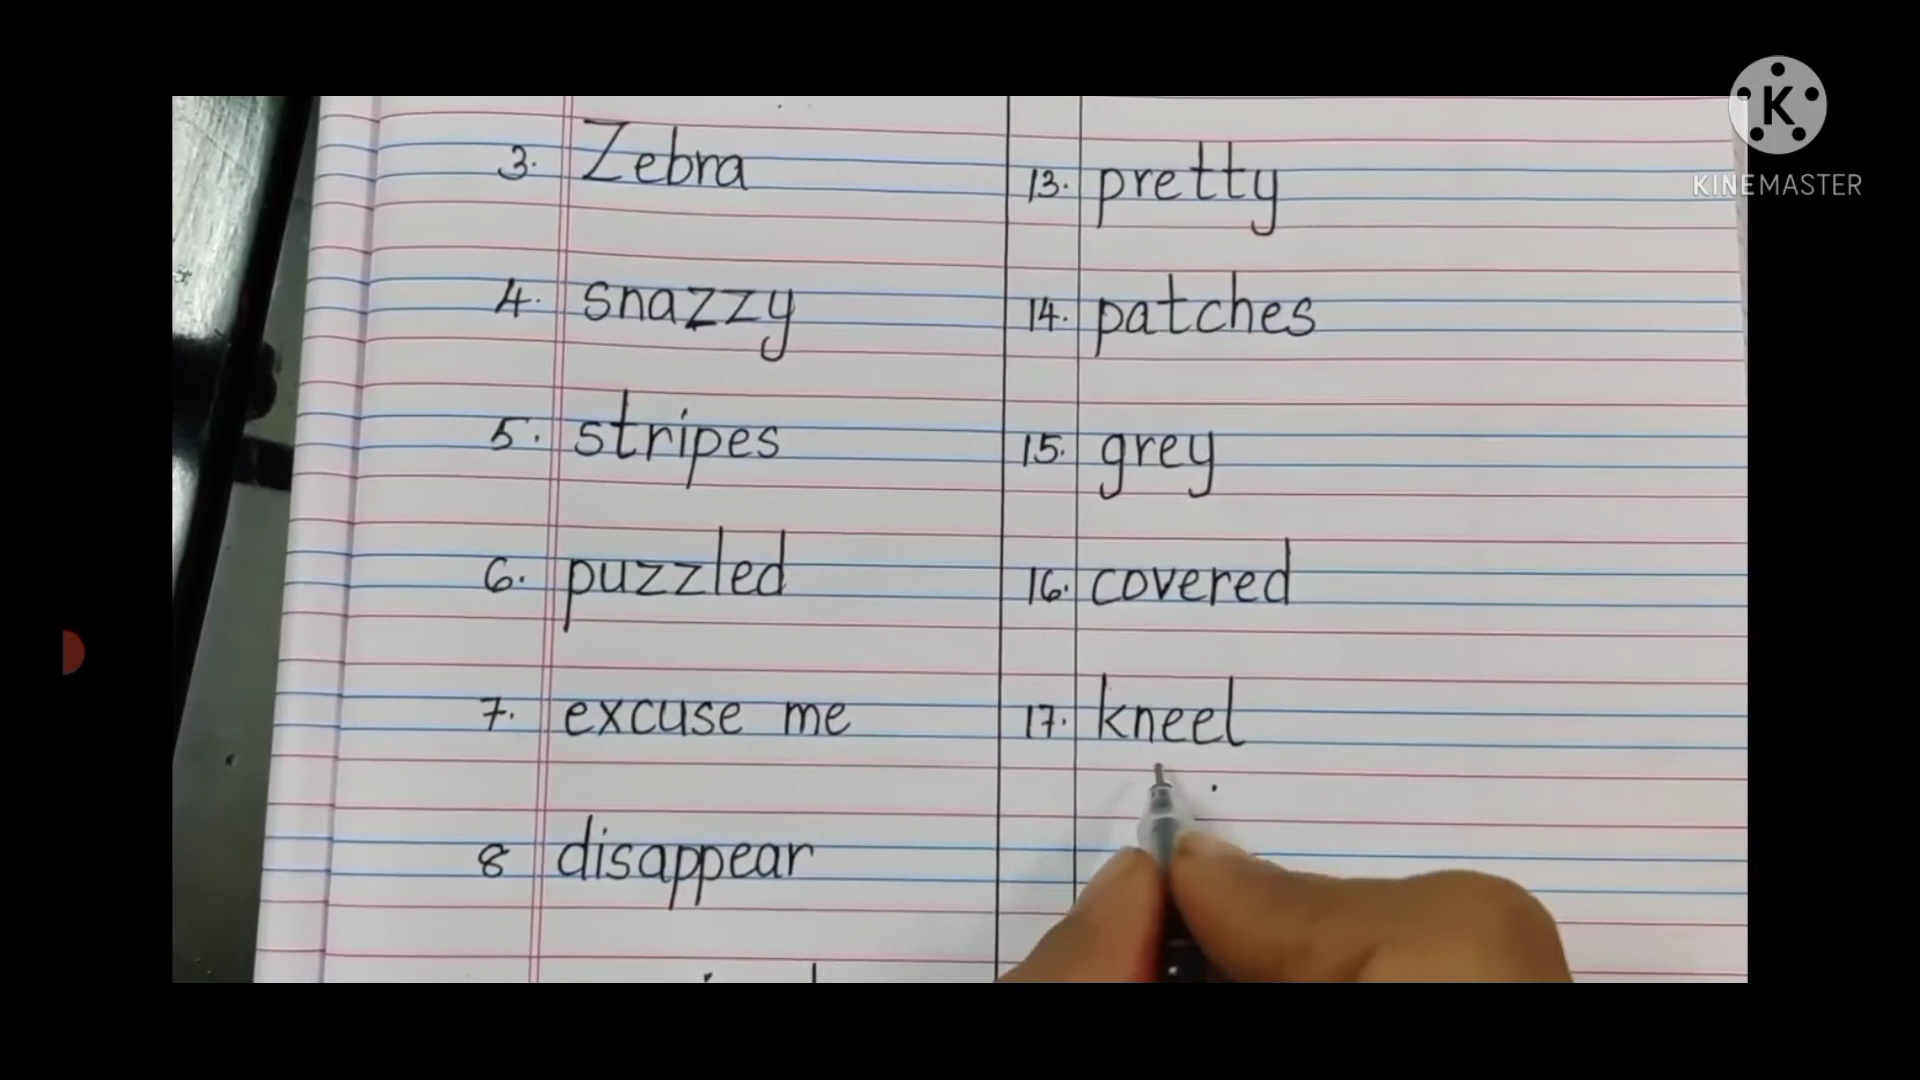 3. Zebra
4. snazzy
5. stripes
6. puzzled
7. excuse me
8 disappear
13. pretty
14. patches
15. grey
16. covered
17. kneel
K
KINEMASTER